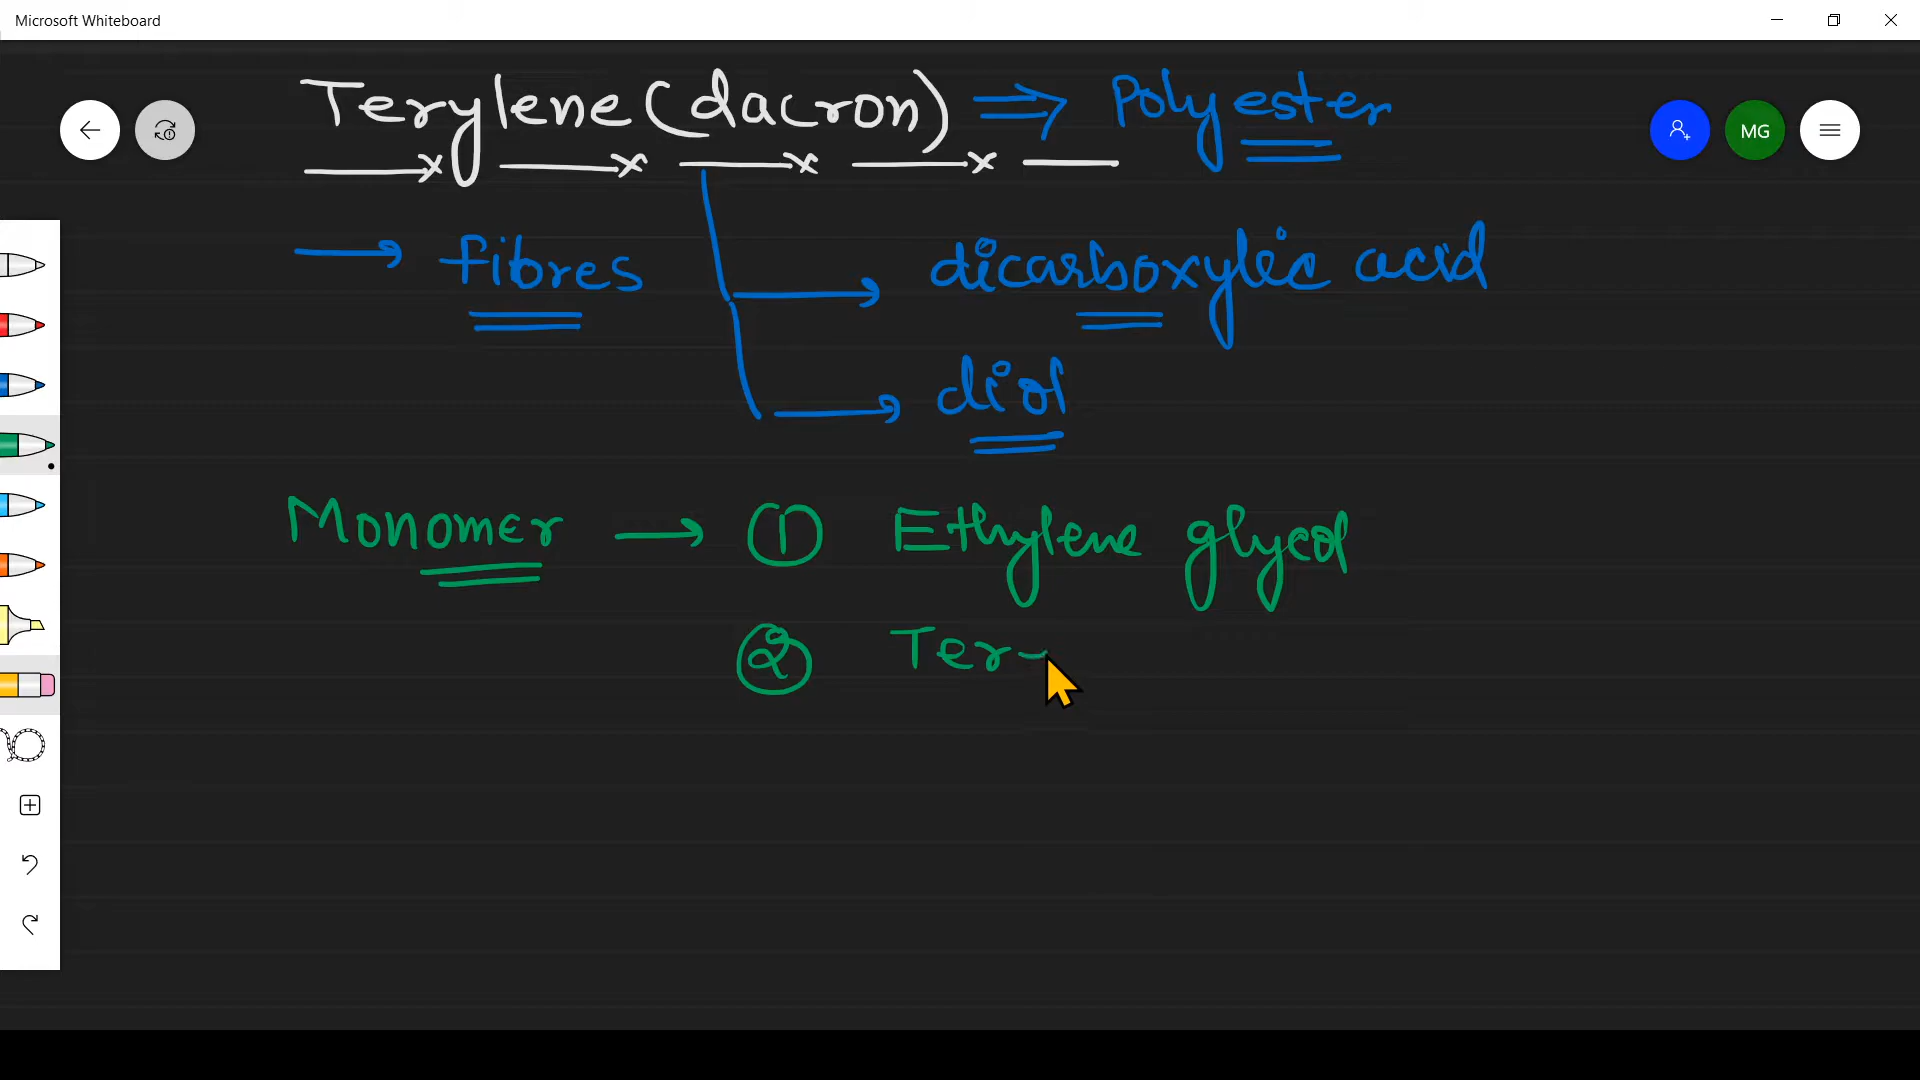 Microsoft Whiteboard
Terylene (dacron) ⇒ Polyester
MG
→ fibres
→ dicarboxylic acid
→ diol
Monomer → ① Ethylene glycol
② Ter